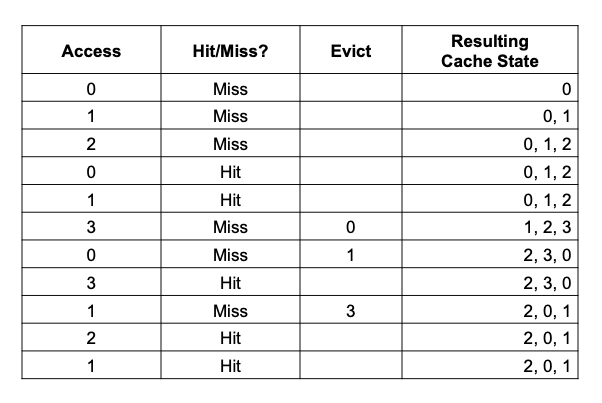 Access Hit/Miss? Evict Resulting
Cache State
0 Miss 0
1 Miss 0, 1
2 Miss 0, 1, 2
0 Hit 0, 1, 2
1 Hit 0, 1, 2
3 Miss 0 1, 2, 3
0 Miss 1 2, 3, 0
3 Hit 2, 3, 0
1 Miss 3 2, 0, 1
2 Hit 2, 0, 1
1 Hit 2, 0, 1